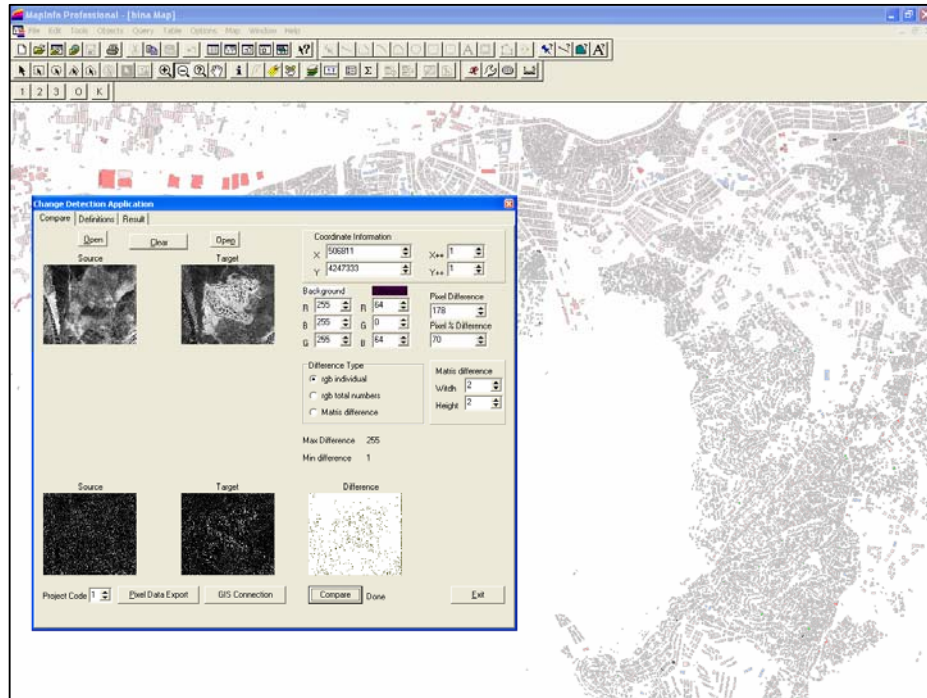 MapInfo Professional - [bina Map]
File Edit Tools Objects Query Table Options Map Window Help
1 2 3 O K
Change Detection Application
Compare Definitions Result
Open Clear Open
Source Target
Coordinate Information
X 506811 X++ 1
Y 4247333 Y++ 1
Background
R 255 R 64
B 255 G 0
G 255 B 64
Pixel Difference
178
Pixel % Difference
70
Difference Type
rgb individual
rgb total numbers
Matris difference
Matris difference
Witdh 2
Height 2
Max Difference 255
Min difference 1
Source Target Difference
Project Code 1 Pixel Data Export GIS Connection Compare Done Exit